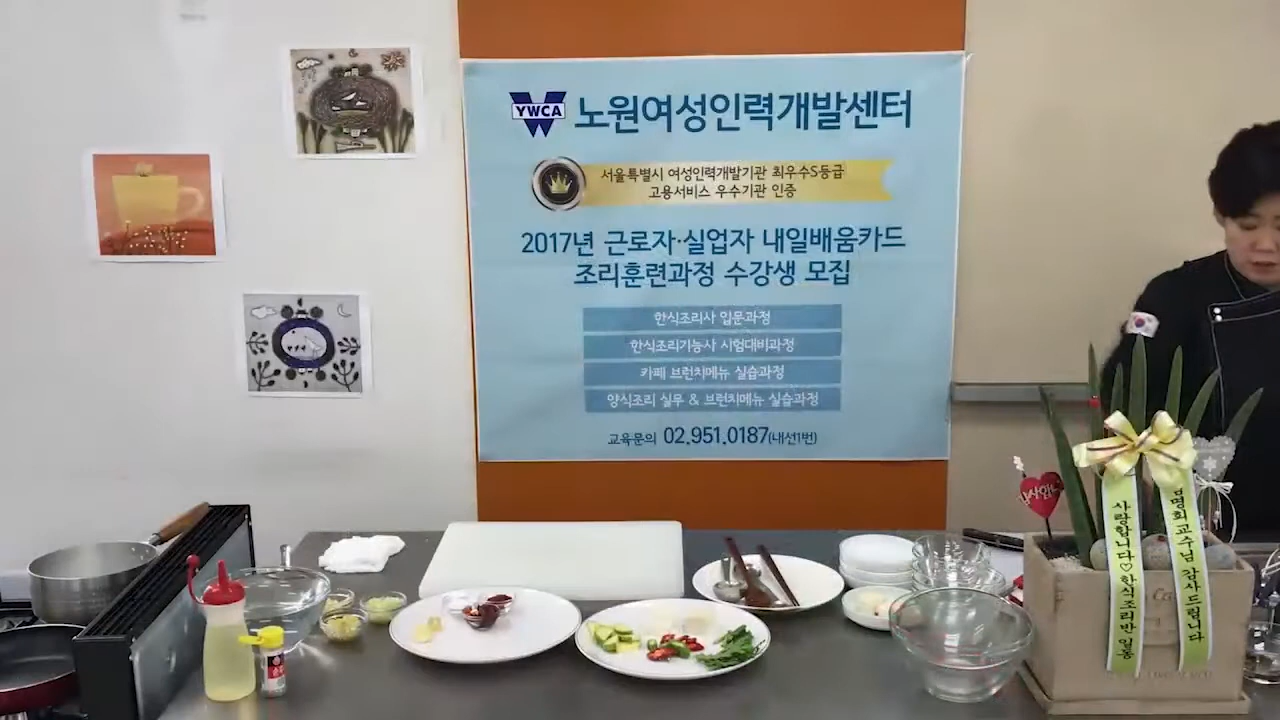 YWCA 노원여성인력개발센터
서울특별시 여성인력개발기관 최우수S등급
고용서비스 우수기관 인증
2017년 근로자·실업자 내일배움카드
조리훈련과정 수강생 모집
한식조리사 입문과정
한식조리기능사 시험대비과정
카페 브런치메뉴 실습과정
양식조리 실무 & 브런치메뉴 실습과정
교육문의 02.951.0187(내선1번)
사랑합니다♡한식조리반 일동
명희교수님 감사드립니다